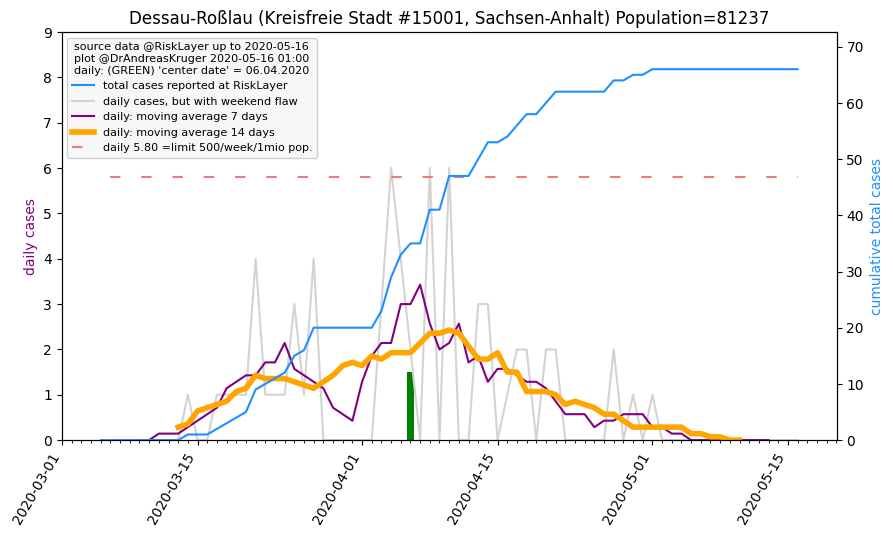 Dessau-Roßlau (Kreisfreie Stadt #15001, Sachsen-Anhalt) Population=81237
source data @RiskLayer up to 2020-05-16
plot @DrAndreasKruger 2020-05-16 01:00
daily: (GREEN) 'center date' = 06.04.2020
total cases reported at RiskLayer
daily cases, but with weekend flaw
daily: moving average 7 days
daily: moving average 14 days
daily 5.80 =limit 500/week/1mio pop.
daily cases
9
8
7
6
5
4
3
2
1
0
70
60
50
40
30
20
10
0
cumulative total cases
2020-03-01
2020-03-15
2020-04-01
2020-04-15
2020-05-01
2020-05-15